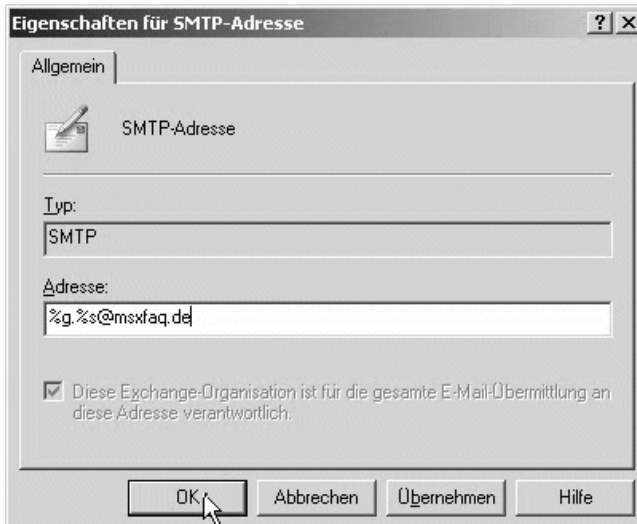 Eigenschaften für SMTP-Adresse
Allgemein
SMTP-Adresse
Typ:
SMTP
Adresse:
%g.%s@msxfaq.de
Diese Exchange-Organisation ist für die gesamte E-Mail-Übermittlung an
diese Adresse verantwortlich.
OK Abbrechen Übernehmen Hilfe